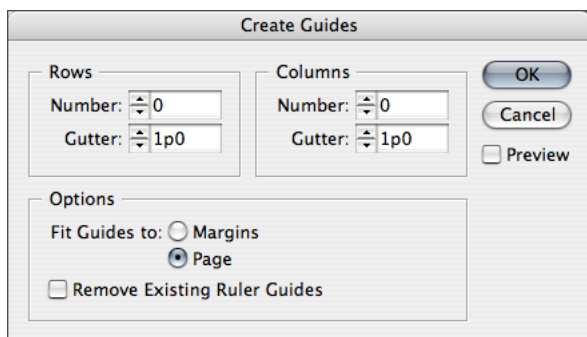 Create Guides
Rows
Number: 0
Gutter: 1p0
Columns
Number: 0
Gutter: 1p0
OK
Cancel
Preview
Options
Fit Guides to: Margins
Page
Remove Existing Ruler Guides